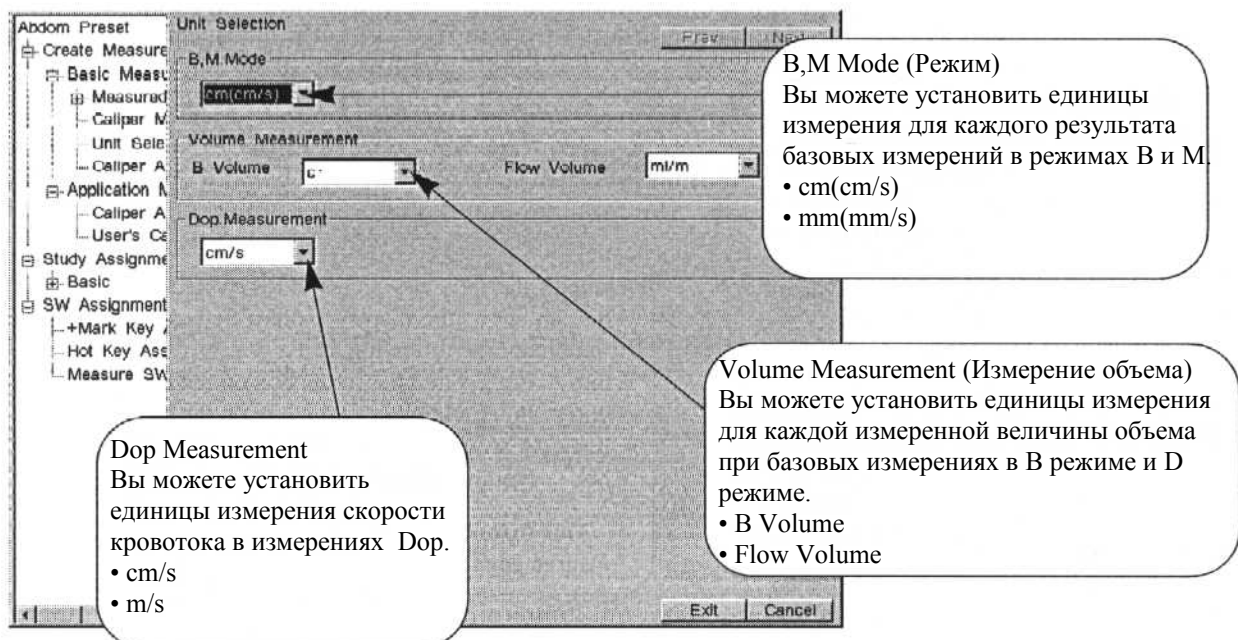 Abdom Preset
Create Measure
Basic Measu
Measured
Caliper M
Unit Sele
Caliper A
Application M
Caliper A
User's Ca
Study Assignme
Basic
SW Assignment
+Mark Key A
Hot Key Ass
Measure SW
Unit Selection
Prev
Next
B,M Mode
cm(cm/s)
Volume Measurement
B Volume
Flow Volume
ml/m
Dop.Measurement
cm/s
B,M Mode (Режим)
Вы можете установить единицы
измерения для каждого результата
базовых измерений в режимах В и М.
• cm(cm/s)
• mm(mm/s)
Volume Measurement (Измерение объема)
Вы можете установить единицы измерения
для каждой измеренной величины объема
при базовых измерениях в В режиме и D
режиме.
• B Volume
• Flow Volume
Dop Measurement
Вы можете установить
единицы измерения скорости
кровотока в измерениях Dop.
• cm/s
• m/s
Exit
Cancel